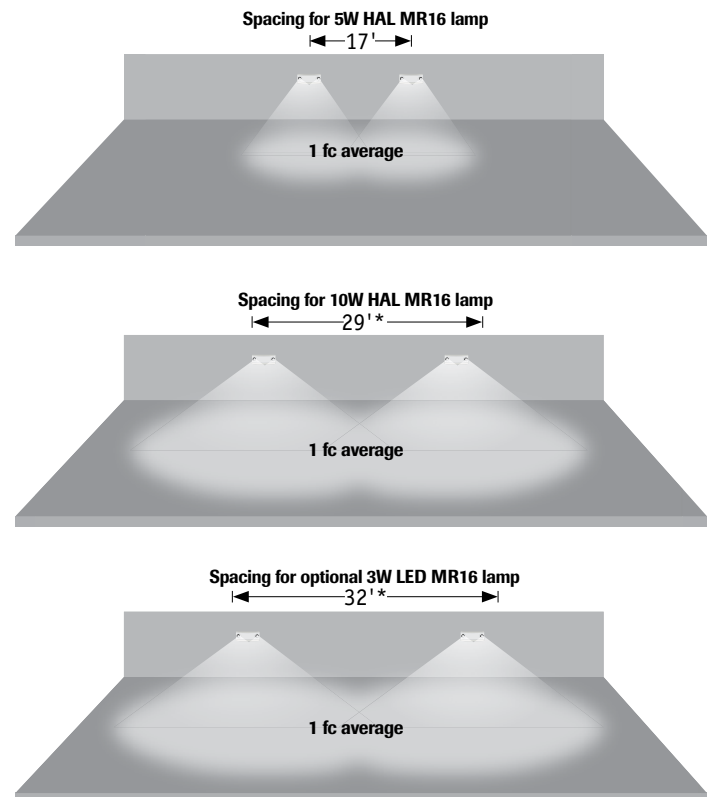 Spacing for 5W HAL MR16 lamp
17'
1 fc average
Spacing for 10W HAL MR16 lamp
29'*
1 fc average
Spacing for optional 3W LED MR16 lamp
32'*
1 fc average